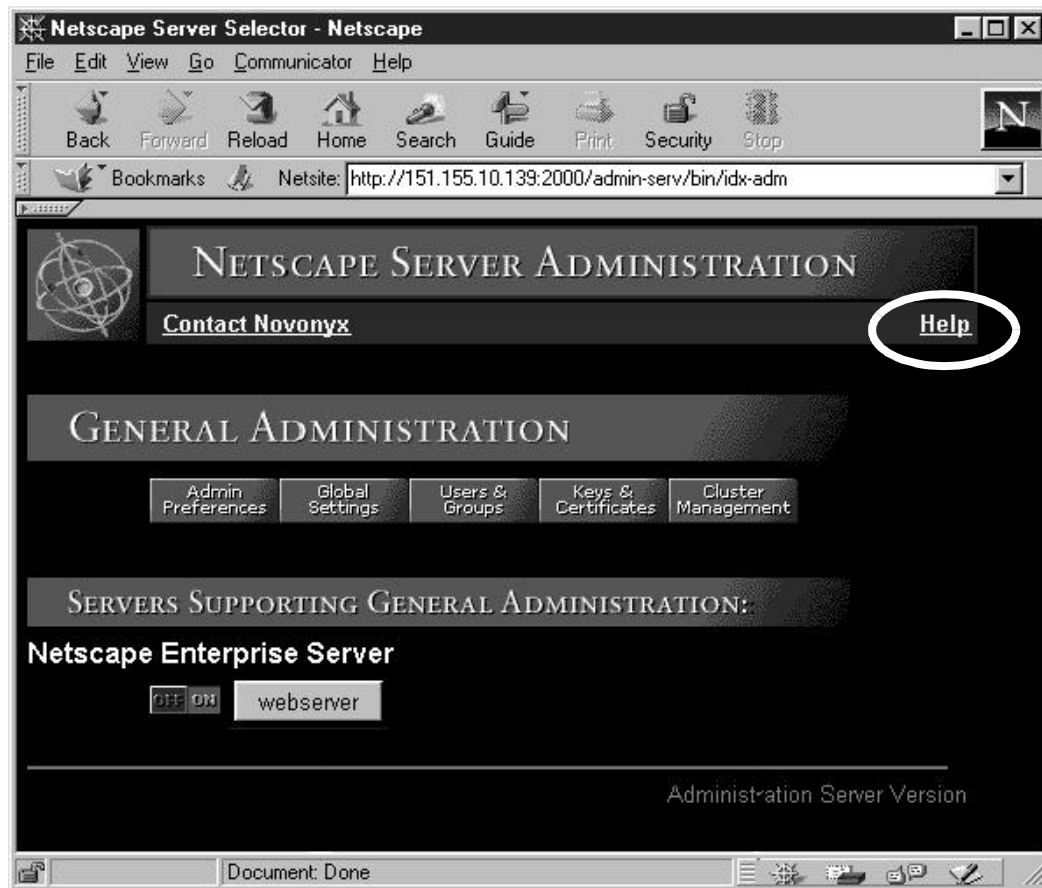 Netscape Server Selector - Netscape
File Edit View Go Communicator Help
Back Forward Reload Home Search Guide Print Security Stop
N
Bookmarks Netsite: http://151.155.10.139:2000/admin-serv/bin/idx-adm
NETSCAPE SERVER ADMINISTRATION
Contact Novonyx Help
GENERAL ADMINISTRATION
Admin Preferences
Global Settings
Users & Groups
Keys & Certificates
Cluster Management
SERVERS SUPPORTING GENERAL ADMINISTRATION:
Netscape Enterprise Server
OFF ON webserver
Administration Server Version
Document: Done